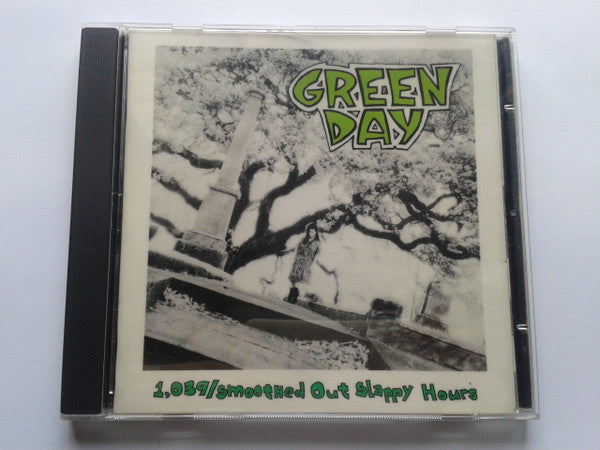 GREEN
DAY
1,039/Smoothed Out Slappy Hours